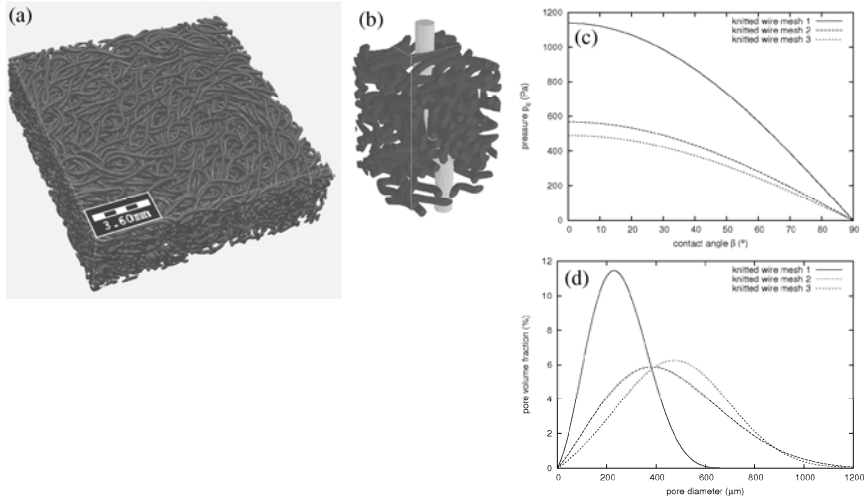 (a)
3.60mm
(b)
(c)
knitted wire mesh 1
knitted wire mesh 2
knitted wire mesh 3
1200
1000
800
600
400
200
0
pressure pc (Pa)
0 10 20 30 40 50 60 70 80 90
contact angle β (°)
(d)
knitted wire mesh 1
knitted wire mesh 2
knitted wire mesh 3
12
10
8
6
4
2
0
pore volume fraction (%)
0 200 400 600 800 1000 1200
pore diameter (µm)